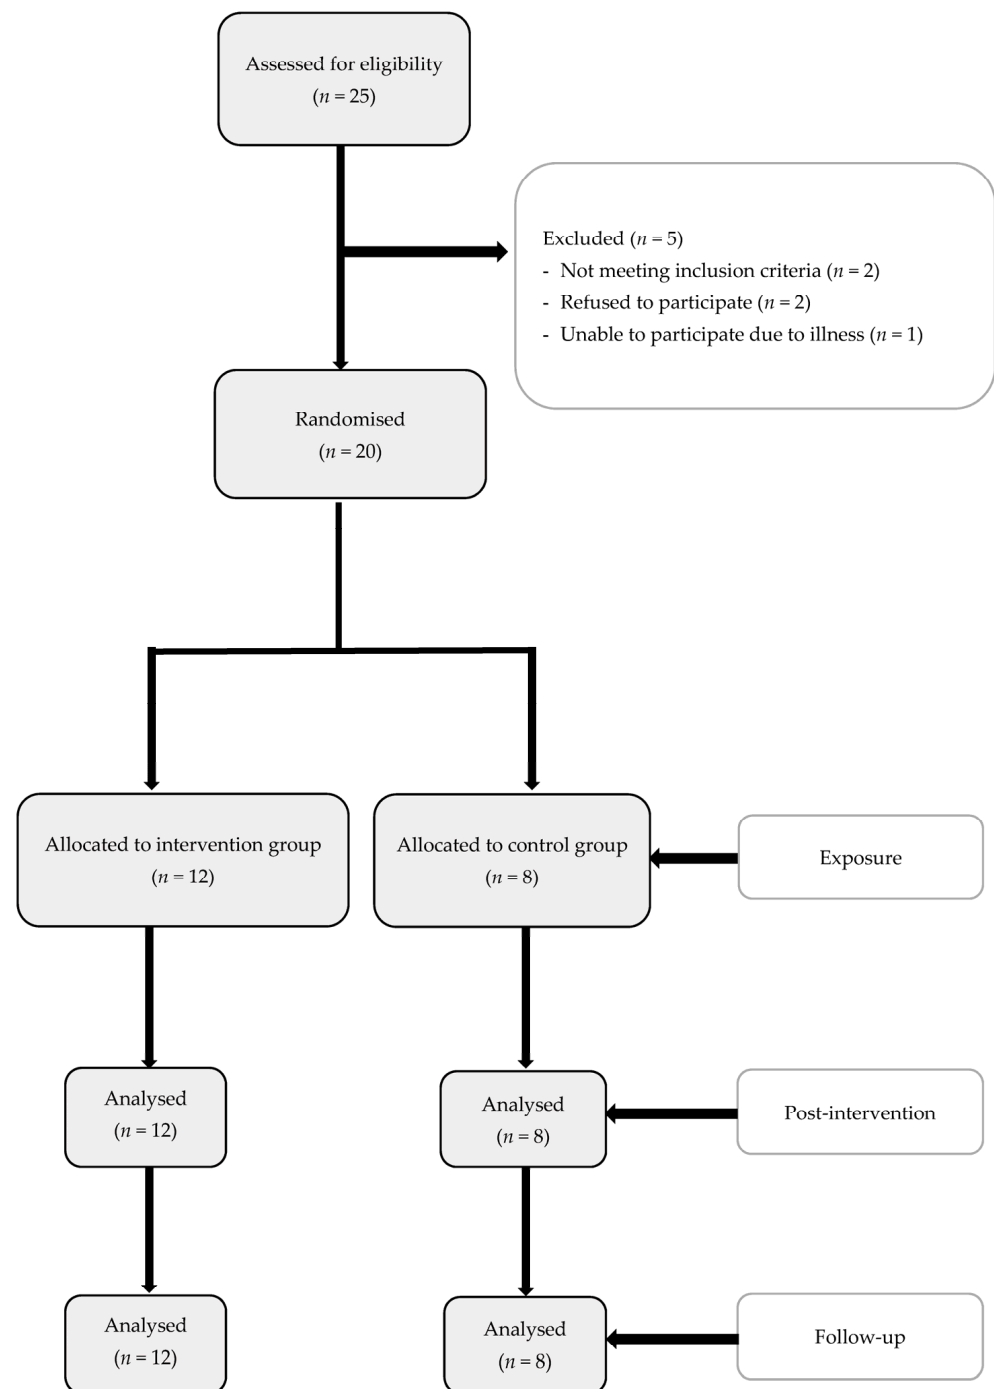 Assessed for eligibility
(n = 25)
Excluded (n = 5)
- Not meeting inclusion criteria (n = 2)
- Refused to participate (n = 2)
- Unable to participate due to illness (n = 1)
Randomised
(n = 20)
Allocated to intervention group
(n = 12)
Allocated to control group
(n = 8)
Exposure
Analysed
(n = 12)
Analysed
(n = 8)
Post-intervention
Analysed
(n = 12)
Analysed
(n = 8)
Follow-up